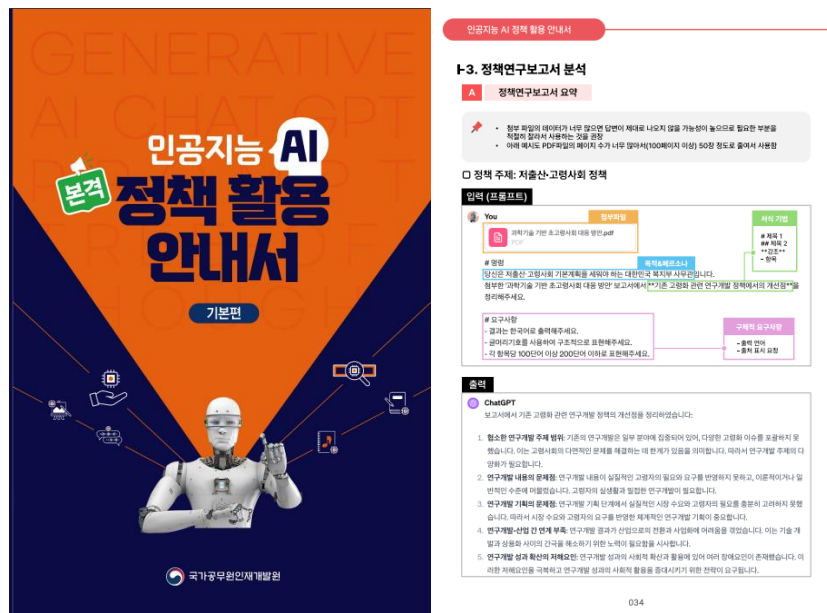 GENERATIVE
AI CHAT GPT
인공지능 AI
본격
정책 활용
안내서
기본편
국가공무원인재개발원
인공지능 AI 정책 활용 안내서
I-3. 정책연구보고서 분석
A 정책연구보고서 요약
• 첨부 파일의 데이터가 너무 많으면 답변이 제대로 나오지 않을 가능성이 높으므로 필요한 부분을
적절히 잘라서 사용하는 것을 권장
• 아래 예시도 PDF파일의 페이지 수가 너무 많아서(100페이지 이상) 50장 정도로 줄여서 사용함
□ 정책 주제: 저출산·고령사회 정책
입력 (프롬프트)
You
첨부파일
과학기술 기반 초고령사회 대응 방안.pdf
PDF
서식 기법
# 제목 1
## 제목 2
**강조**
- 항목
# 명령
목적&페르소나
당신은 저출산 고령사회 기본계획을 세워야 하는 대한민국 복지부 사무관입니다.
첨부한 '과학기술 기반 초고령사회 대응 방안' 보고서에서 **기존 고령화 관련 연구개발 정책에서의 개선점**을
정리해주세요.
# 요구사항
- 결과는 한국어로 출력해주세요.
- 글머리기호를 사용하여 구조적으로 표현해주세요.
- 각 항목당 100단어 이상 200단어 이하로 표현해주세요.
구체적 요구사항
- 출력 언어
- 출처 표시 요청
출력
ChatGPT
보고서에서 기존 고령화 관련 연구개발 정책의 개선점을 정리하였습니다:
1. 협소한 연구개발 주제 범위: 기존의 연구개발은 일부 분야에 집중되어 있어, 다양한 고령화 이슈를 포괄하지 못
했습니다. 이는 고령사회의 다면적인 문제를 해결하는 데 한계가 있음을 의미합니다. 따라서 연구개발 주제의 다
양화가 필요합니다.
2. 연구개발 내용의 문제점: 연구개발 내용이 실질적인 고령자의 필요와 요구를 반영하지 못하고, 이론적이거나 일
반적인 수준에 머물렀습니다. 고령자의 실생활과 밀접한 연구개발이 필요합니다.
3. 연구개발 기획의 문제점: 연구개발 기획 단계에서 실질적인 시장 수요와 고령자의 필요를 충분히 고려하지 못했
습니다. 따라서 시장 수요와 고령자의 요구를 반영한 체계적인 연구개발 기획이 중요합니다.
4. 연구개발-산업 간 연계 부족: 연구개발 결과가 산업으로의 전환과 사업화에 어려움을 겪었습니다. 이는 기술 개
발과 상용화 사이의 간극을 해소하기 위한 노력이 필요함을 시사합니다.
5. 연구개발 성과 확산의 저해요인: 연구개발 성과의 사회적 확산과 활용에 있어 여러 장애요인이 존재했습니다. 이
러한 저해요인을 극복하고 연구개발 성과의 사회적 활용을 증대시키기 위한 전략이 요구됩니다.
034